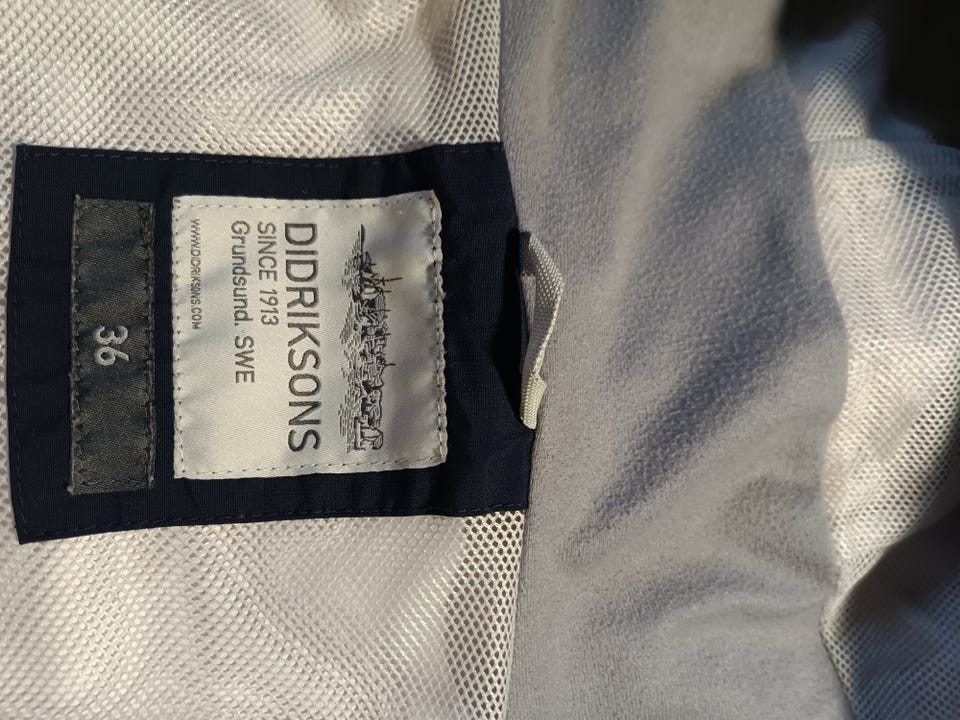 DIDRIKSONS
SINCE 1913
Grundsund. SWE
WWW.DIDRIKSONS.COM
36